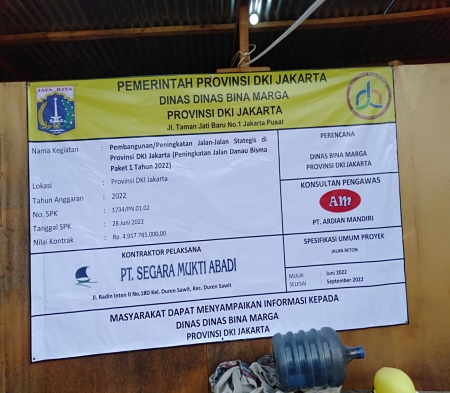 JAYA RAYA
PEMERINTAH PROVINSI DKI JAKARTA
DINAS DINAS BINA MARGA
PROVINSI DKI JAKARTA
Jl. Taman Jati Baru No.1 Jakarta Pusat
Nama Kegiatan : Pembangunan/Peningkatan Jalan-Jalan Stategis di
Provinsi DKI Jakarta (Peningkatan Jalan Danau Bisma
Paket 1 Tahun 2022)
Lokasi : Provinsi DKI Jakarta
Tahun Anggaran : 2022
No. SPK : 1734/PN.01.02
Tanggal SPK : 28 Juni 2022
Nilai Kontrak : Rp. 4.917.785.000,00
PERENCANA
DINAS BINA MARGA
PROVINSI DKI JAKARTA
KONSULTAN PENGAWAS
AM
PT. ARDIAN MANDIRI
KONTRAKTOR PELAKSANA
PT. SEGARA MUKTI ABADI
Jl. Radin Inten II No.18D Kel. Duren Sawit, Kec. Duren Sawit
SPESIFIKASI UMUM PROYEK
JALAN BETON
MULAI : Juni 2022
SELESAI : September 2022
MASYARAKAT DAPAT MENYAMPAIKAN INFORMASI KEPADA
DINAS DINAS BINA MARGA
PROVINSI DKI JAKARTA